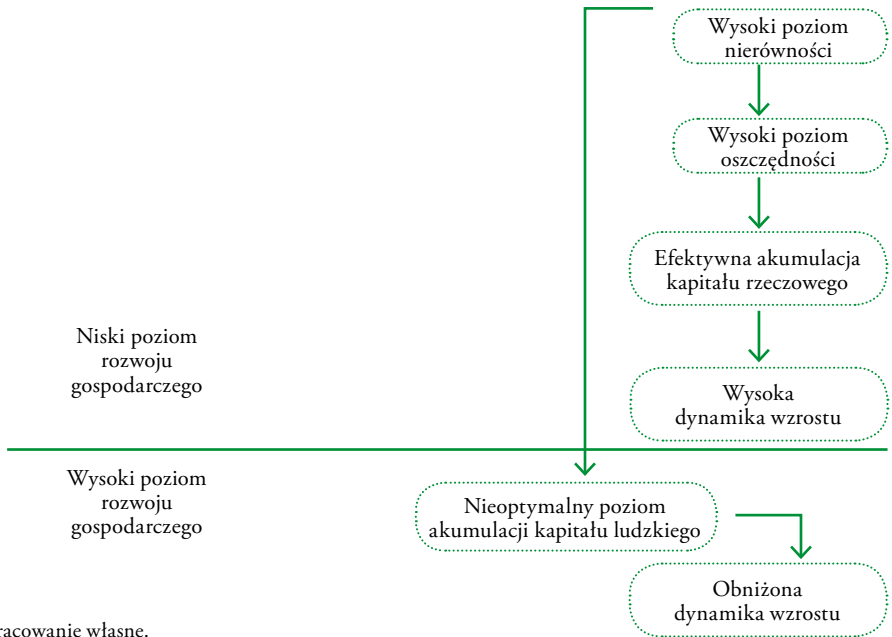 Wysoki poziom
nierówności
Wysoki poziom
oszczędności
Efektywna akumulacja
kapitału rzeczowego
Niski poziom
rozwoju
gospodarczego
Wysoka
dynamika wzrostu
Wysoki poziom
rozwoju
gospodarczego
Nieoptymalny poziom
akumulacji kapitału ludzkiego
Obniżona
dynamika wzrostu
racowanie własne.